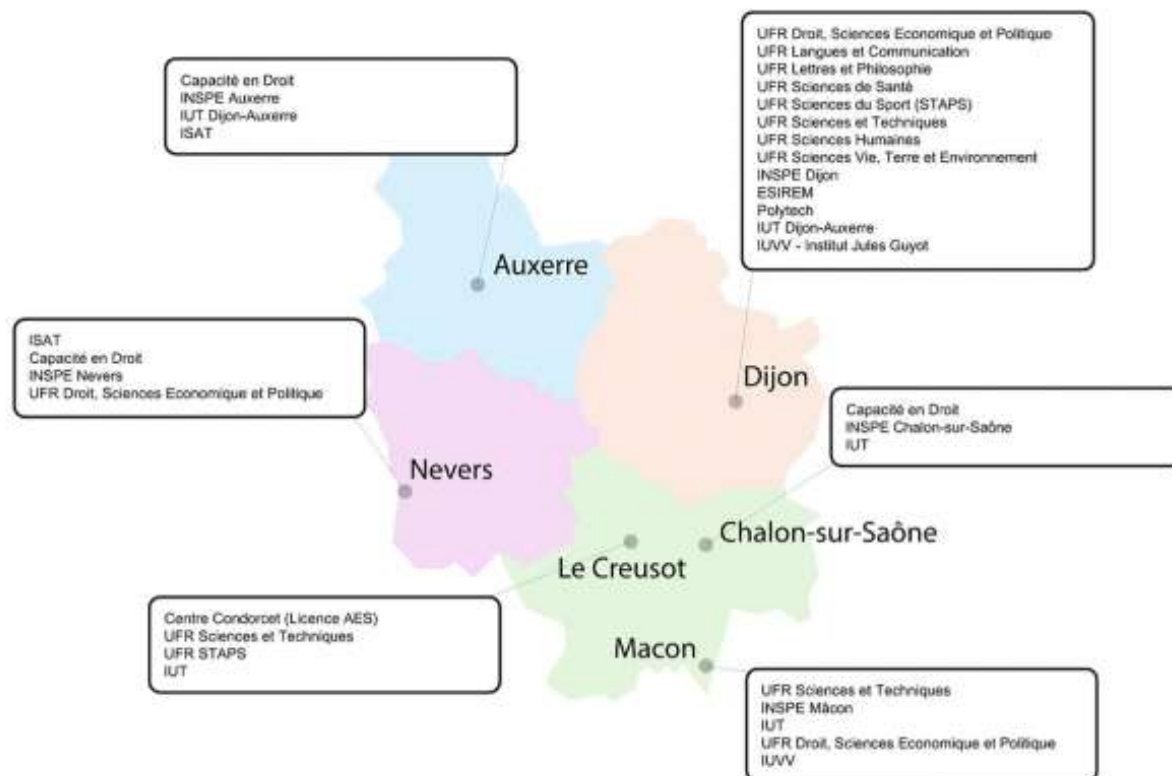 UFR Droit, Sciences Economique et Politique
UFR Langues et Communication
UFR Lettres et Philosophie
UFR Sciences de Santé
UFR Sciences du Sport (STAPS)
UFR Sciences et Techniques
UFR Sciences Humaines
UFR Sciences Vie, Terre et Environnement
INSPE Dijon
ESIREM
Polytech
IUT Dijon-Auxerre
IUVV - Institut Jules Guyot
Capacité en Droit
INSPE Auxerre
IUT Dijon-Auxerre
ISAT
Auxerre
ISAT
Capacité en Droit
INSPE Nevers
UFR Droit, Sciences Economique et Politique
Dijon
Capacité en Droit
INSPE Chalon-sur-Saône
IUT
Nevers
Chalon-sur-Saône
Le Creusot
Centre Condorcet (Licence AES)
UFR Sciences et Techniques
UFR STAPS
IUT
Macon
UFR Sciences et Techniques
INSPE Mâcon
IUT
UFR Droit, Sciences Economique et Politique
IUVV